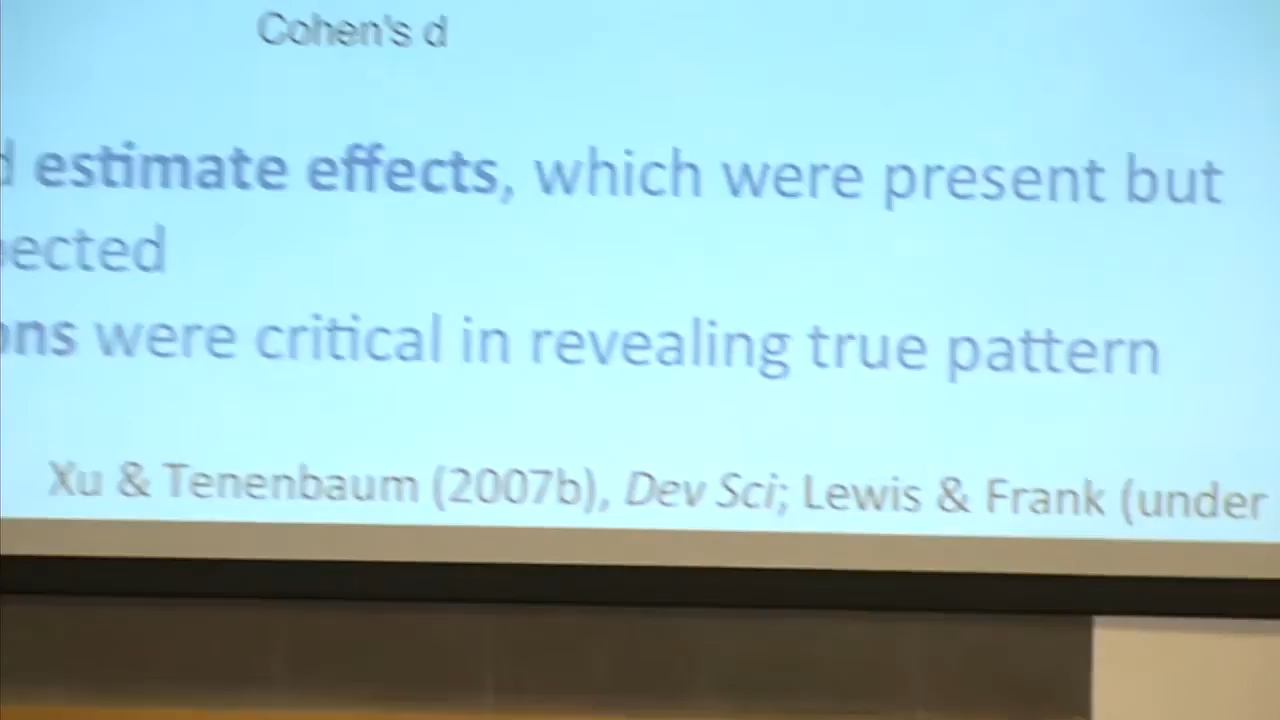 Cohen's d
estimate effects, which were present but
ected
ns were critical in revealing true pattern
Xu & Tenenbaum (2007b), Dev Sci; Lewis & Frank (under